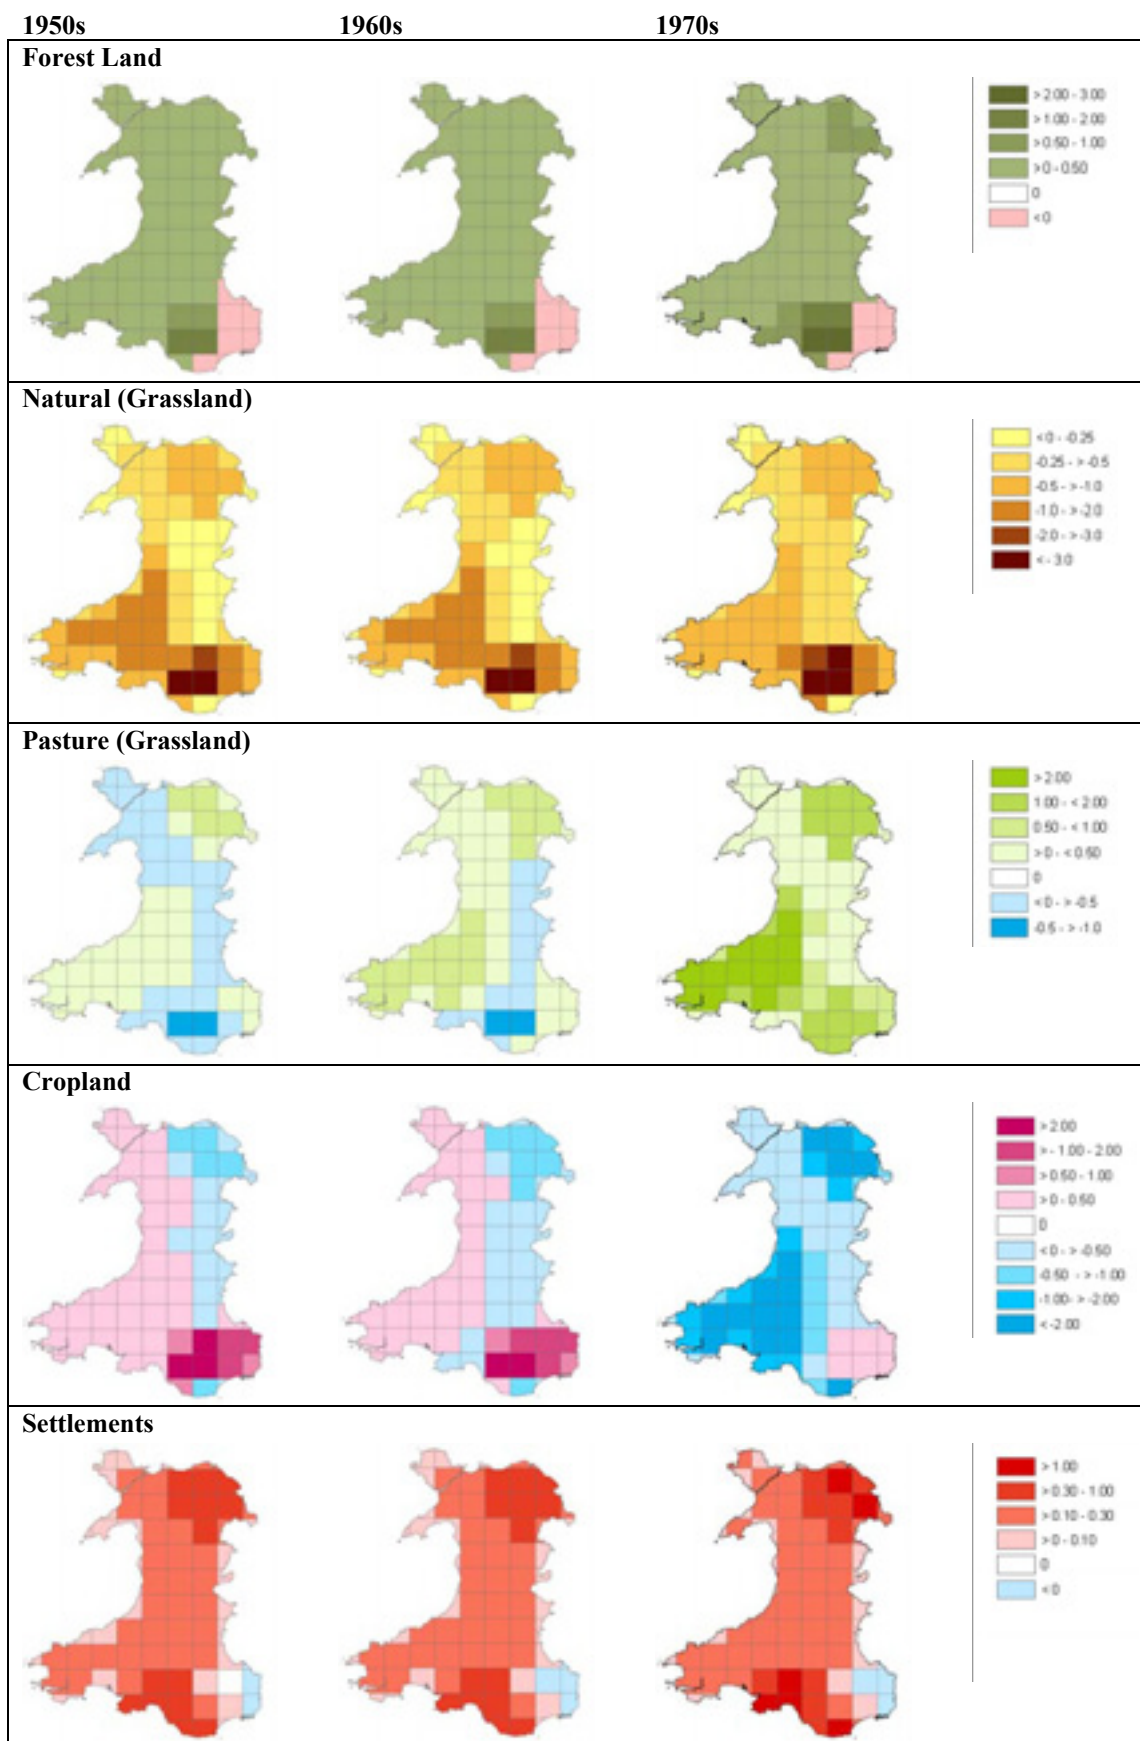 1950s 1960s 1970s
Forest Land
> 2.00 - 3.00
> 1.00 - 2.00
> 0.50 - 1.00
> 0 - 0.50
0
< 0
Natural (Grassland)
< 0 - -0.25
-0.25 - > -0.5
-0.5 - > -1.0
-1.0 - > -2.0
-2.0 - > -3.0
< - 3.0
Pasture (Grassland)
> 2.00
1.00 - < 2.00
0.50 - < 1.00
> 0 - < 0.50
0
< 0 - > -0.5
-0.5 - > -1.0
Cropland
> 2.00
> - 1.00 - 2.00
> 0.50 - 1.00
> 0 - 0.50
0
< 0 - > -0.50
-0.50 - > -1.00
-1.00- > -2.00
< -2.00
Settlements
> 1.00
> 0.30 - 1.00
> 0.10 - 0.30
> 0 - 0.10
0
< 0